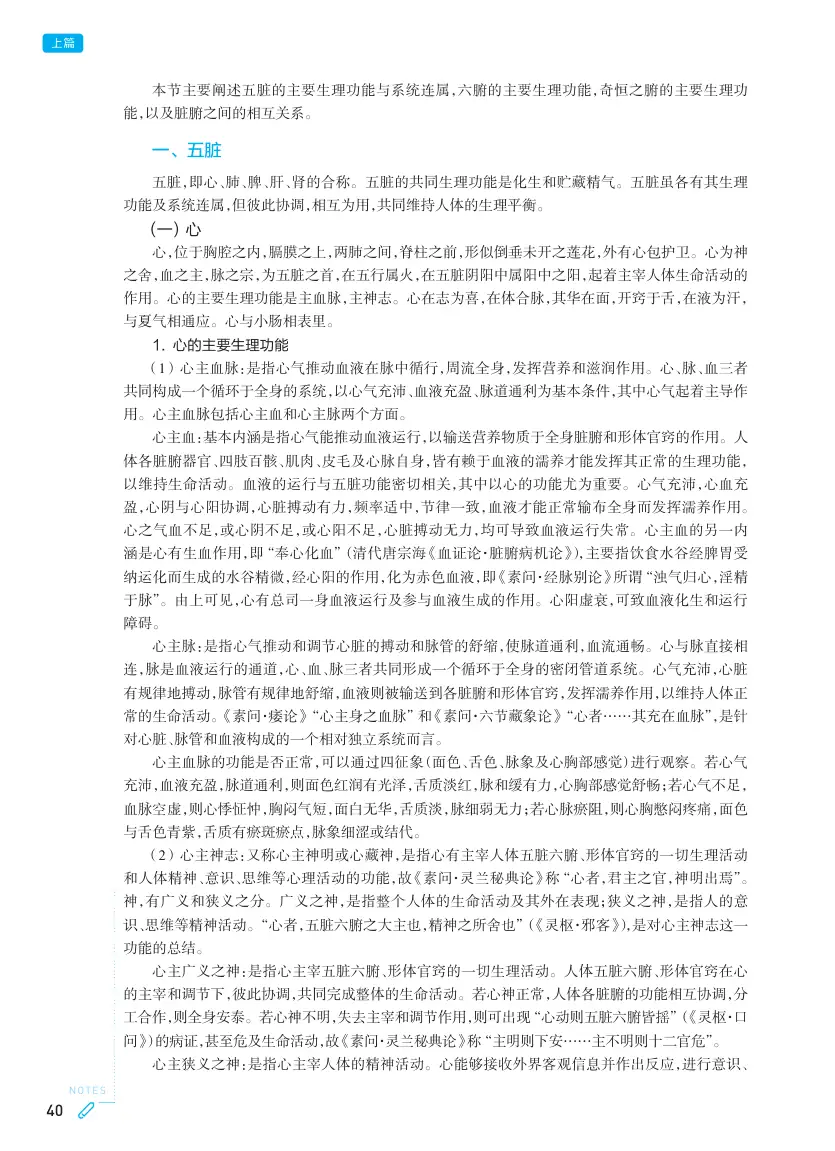 上篇
本节主要阐述五脏的主要生理功能与系统连属,六腑的主要生理功能,奇恒之腑的主要生理功
能,以及脏腑之间的相互关系。
一、五脏
五脏,即心、肺、脾、肝、肾的合称。五脏的共同生理功能是化生和贮藏精气。五脏虽各有其生理
功能及系统连属,但彼此协调,相互为用,共同维持人体的生理平衡。
(一) 心
心,位于胸腔之内,膈膜之上,两肺之间,脊柱之前,形似倒垂未开之莲花,外有心包护卫。心为神
之舍,血之主,脉之宗,为五脏之首,在五行属火,在五脏阴阳中属阳中之阳,起着主宰人体生命活动的
作用。心的主要生理功能是主血脉,主神志。心在志为喜,在体合脉,其华在面,开窍于舌,在液为汗,
与夏气相通应。心与小肠相表里。
1. 心的主要生理功能
(1) 心主血脉:是指心气推动血液在脉中循行,周流全身,发挥营养和滋润作用。心、脉、血三者
共同构成一个循环于全身的系统,以心气充沛、血液充盈、脉道通利为基本条件,其中心气起着主导作
用。心主血脉包括心主血和心主脉两个方面。
心主血:基本内涵是指心气能推动血液运行,以输送营养物质于全身脏腑和形体官窍的作用。人
体各脏腑器官、四肢百骸、肌肉、皮毛及心脉自身,皆有赖于血液的濡养才能发挥其正常的生理功能,
以维持生命活动。血液的运行与五脏功能密切相关,其中以心的功能尤为重要。心气充沛,心血充
盈,心阴与心阳协调,心脏搏动有力,频率适中,节律一致,血液才能正常输布全身而发挥濡养作用。
心之气血不足,或心阴不足,或心阳不足,心脏搏动无力,均可导致血液运行失常。心主血的另一内
涵是心有生血作用,即“奉心化血”(清代唐宗海《血证论·脏腑病机论》),主要指饮食水谷经脾胃受
纳运化而生成的水谷精微,经心阳的作用,化为赤色血液,即《素问·经脉别论》所谓“浊气归心,淫精
于脉”。由上可见,心有总司一身血液运行及参与血液生成的作用。心阳虚衰,可致血液化生和运行
障碍。
心主脉:是指心气推动和调节心脏的搏动和脉管的舒缩,使脉道通利,血流通畅。心与脉直接相
连,脉是血液运行的通道,心、血、脉三者共同形成一个循环于全身的密闭管道系统。心气充沛,心脏
有规律地搏动,脉管有规律地舒缩,血液则被输送到各脏腑和形体官窍,发挥濡养作用,以维持人体正
常的生命活动。《素问·痿论》“心主身之血脉”和《素问·六节藏象论》“心者……其充在血脉”,是针
对心脏、脉管和血液构成的一个相对独立系统而言。
心主血脉的功能是否正常,可以通过四征象(面色、舌色、脉象及心胸部感觉)进行观察。若心气
充沛,血液充盈,脉道通利,则面色红润有光泽,舌质淡红,脉和缓有力,心胸部感觉舒畅;若心气不足,
血脉空虚,则心悸怔忡,胸闷气短,面白无华,舌质淡,脉细弱无力;若心脉瘀阻,则心胸憋闷疼痛,面色
与舌色青紫,舌质有瘀斑瘀点,脉象细涩或结代。
(2) 心主神志:又称心主神明或心藏神,是指心有主宰人体五脏六腑、形体官窍的一切生理活动
和人体精神、意识、思维等心理活动的功能,故《素问·灵兰秘典论》称“心者,君主之官,神明出焉”。
神,有广义和狭义之分。广义之神,是指整个人体的生命活动及其外在表现;狭义之神,是指人的意
识、思维等精神活动。“心者,五脏六腑之大主也,精神之所舍也”(《灵枢·邪客》),是对心主神志这一
功能的总结。
心主广义之神:是指心主宰五脏六腑、形体官窍的一切生理活动。人体五脏六腑、形体官窍在心
的主宰和调节下,彼此协调,共同完成整体的生命活动。若心神正常,人体各脏腑的功能相互协调,分
工合作,则全身安泰。若心神不明,失去主宰和调节作用,则可出现“心动则五脏六腑皆摇”(《灵枢·口
问》)的病证,甚至危及生命活动,故《素问·灵兰秘典论》称“主明则下安……主不明则十二官危”。
心主狭义之神:是指心主宰人体的精神活动。心能够接收外界客观信息并作出反应,进行意识、
NOTES
40